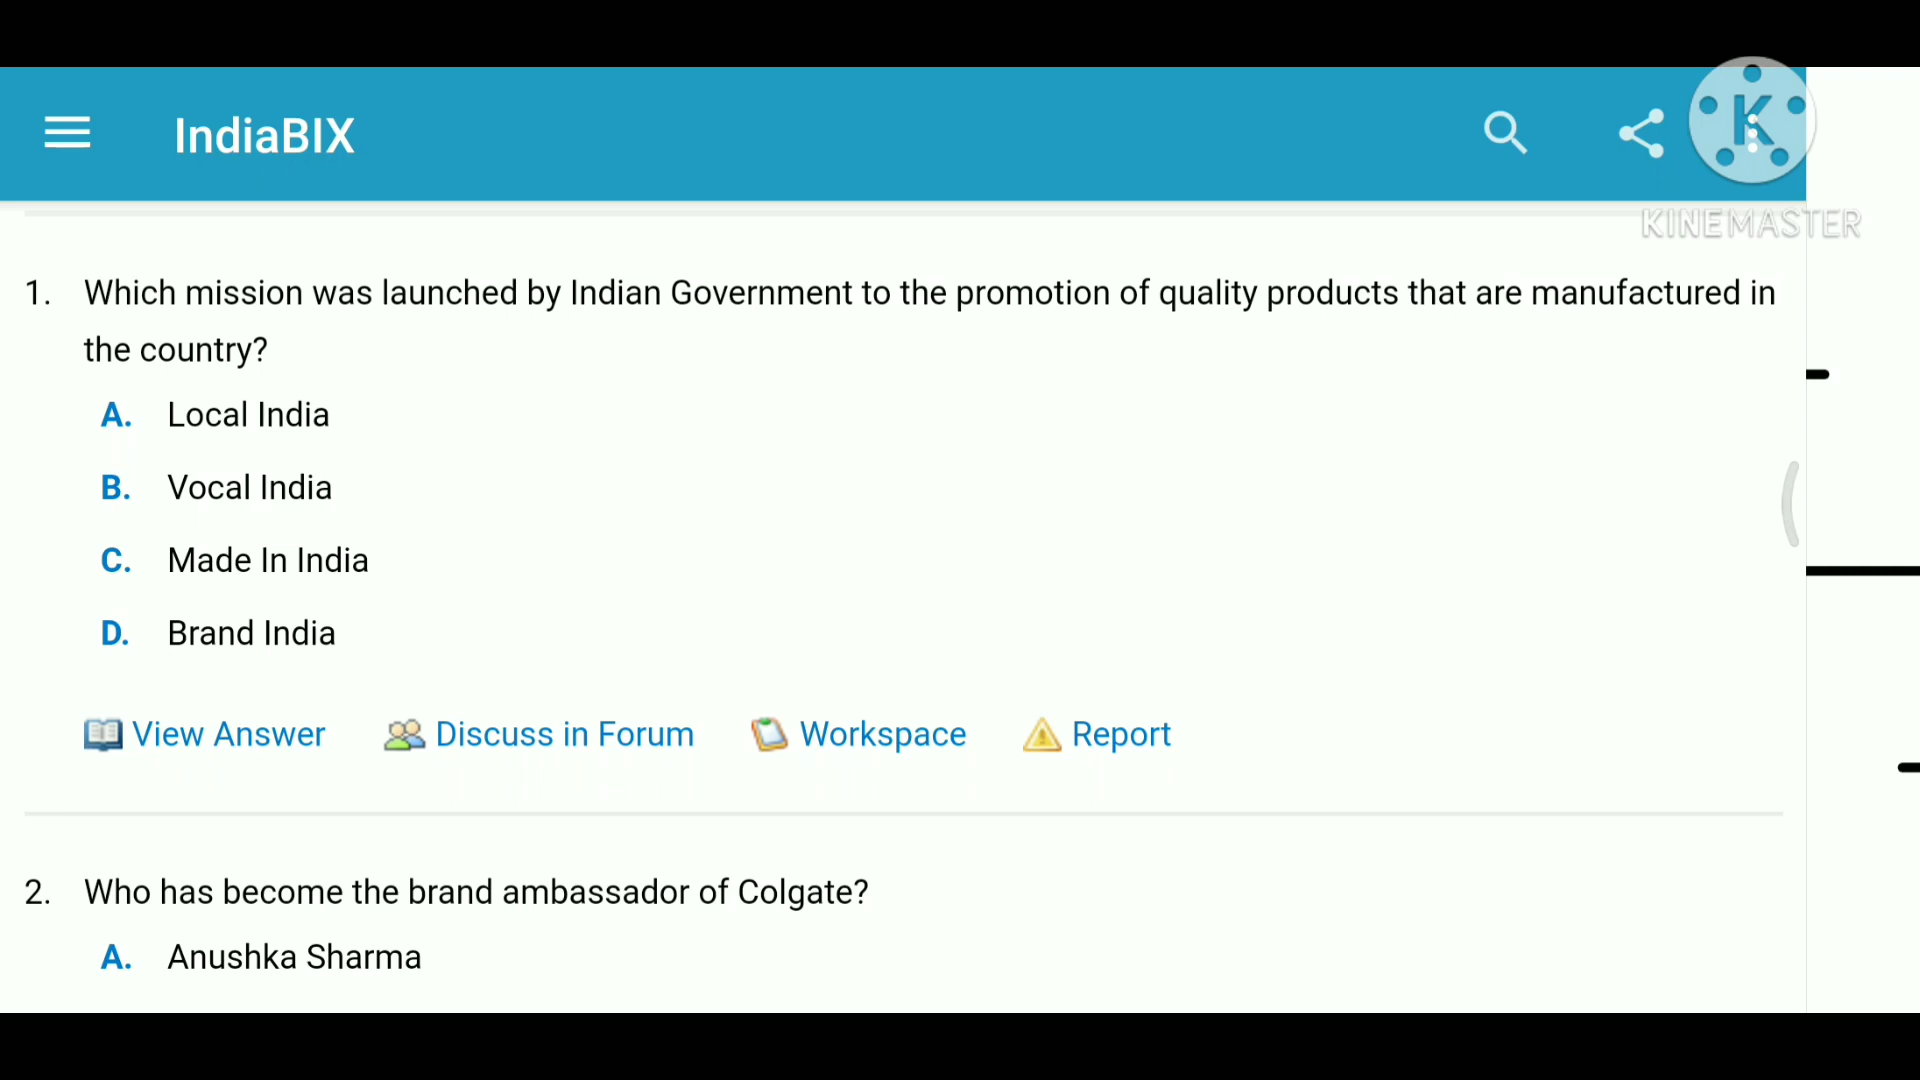 IndiaBIX
K
KINEMASTER
1. Which mission was launched by Indian Government to the promotion of quality products that are manufactured in
the country?
A. Local India
B. Vocal India
C. Made In India
D. Brand India
View Answer Discuss in Forum Workspace Report
2. Who has become the brand ambassador of Colgate?
A. Anushka Sharma